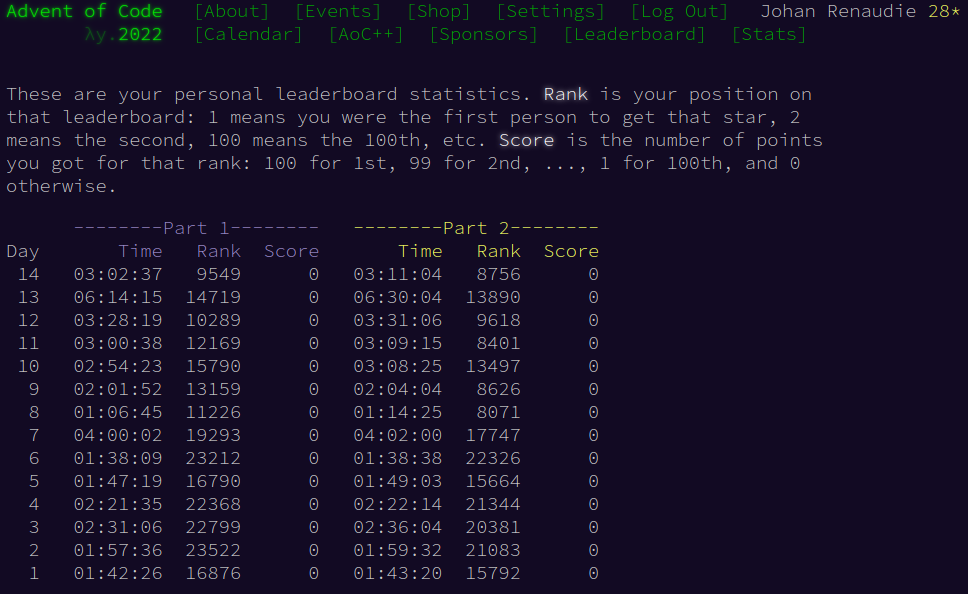 Advent of Code [About] [Events] [Shop] [Settings] [Log Out] Johan Renaudie 28*
λy.2022 [Calendar] [AoC++] [Sponsors] [Leaderboard] [Stats]
These are your personal leaderboard statistics. Rank is your position on
that leaderboard: 1 means you were the first person to get that star, 2
means the second, 100 means the 100th, etc. Score is the number of points
you got for that rank: 100 for 1st, 99 for 2nd, ..., 1 for 100th, and 0
otherwise.
--------Part 1-------- --------Part 2--------
Day Time Rank Score Time Rank Score
14 03:02:37 9549 0 03:11:04 8756 0
13 06:14:15 14719 0 06:30:04 13890 0
12 03:28:19 10289 0 03:31:06 9618 0
11 03:00:38 12169 0 03:09:15 8401 0
10 02:54:23 15790 0 03:08:25 13497 0
9 02:01:52 13159 0 02:04:04 8626 0
8 01:06:45 11226 0 01:14:25 8071 0
7 04:00:02 19293 0 04:02:00 17747 0
6 01:38:09 23212 0 01:38:38 22326 0
5 01:47:19 16790 0 01:49:03 15664 0
4 02:21:35 22368 0 02:22:14 21344 0
3 02:31:06 22799 0 02:36:04 20381 0
2 01:57:36 23522 0 01:59:32 21083 0
1 01:42:26 16876 0 01:43:20 15792 0